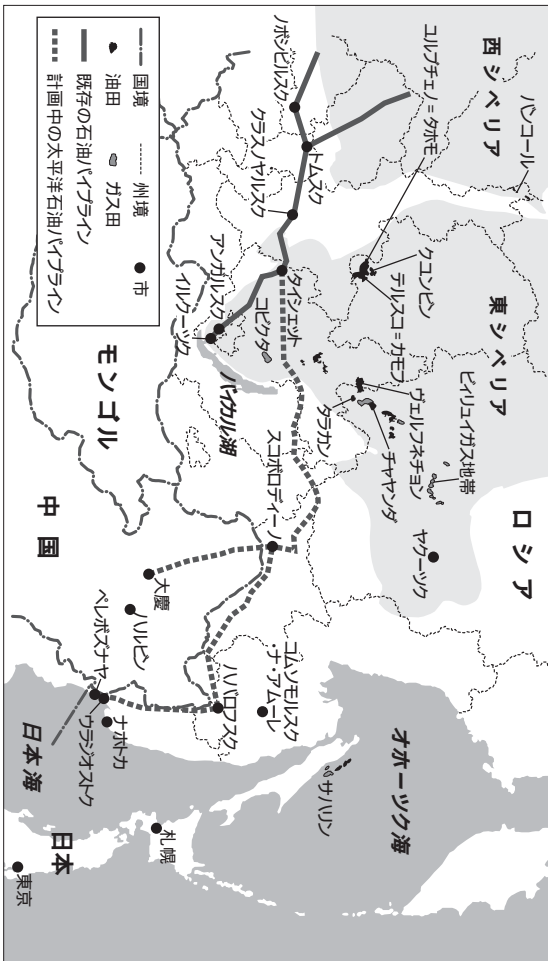 西シベリア
バンコール
ユルブチェノ=タホモ
クユンビン
テルスコ=カモフ
東シベリア
ヴェルフネチョン
ビィリュイガス地帯
チャヤンダ
タラカン
ヤクーツク
ロシア
ノボシビルスク
トムスク
クラスノヤルスク
タイシェット
コビクタ
アンガルスク
イルクーツク
バイカル湖
スコボロディーノ
コムソモルスク
・ナ・アムーレ
オホーツク海
サハリン
ハバロフスク
モンゴル
中国
大慶
ハルビン
ペレボズナヤ
ウラジオストク
ナホトカ
日本海
日本
札幌
東京
国境
州境
市
油田
ガス田
既存の石油パイプライン
計画中の太平洋石油パイプライン